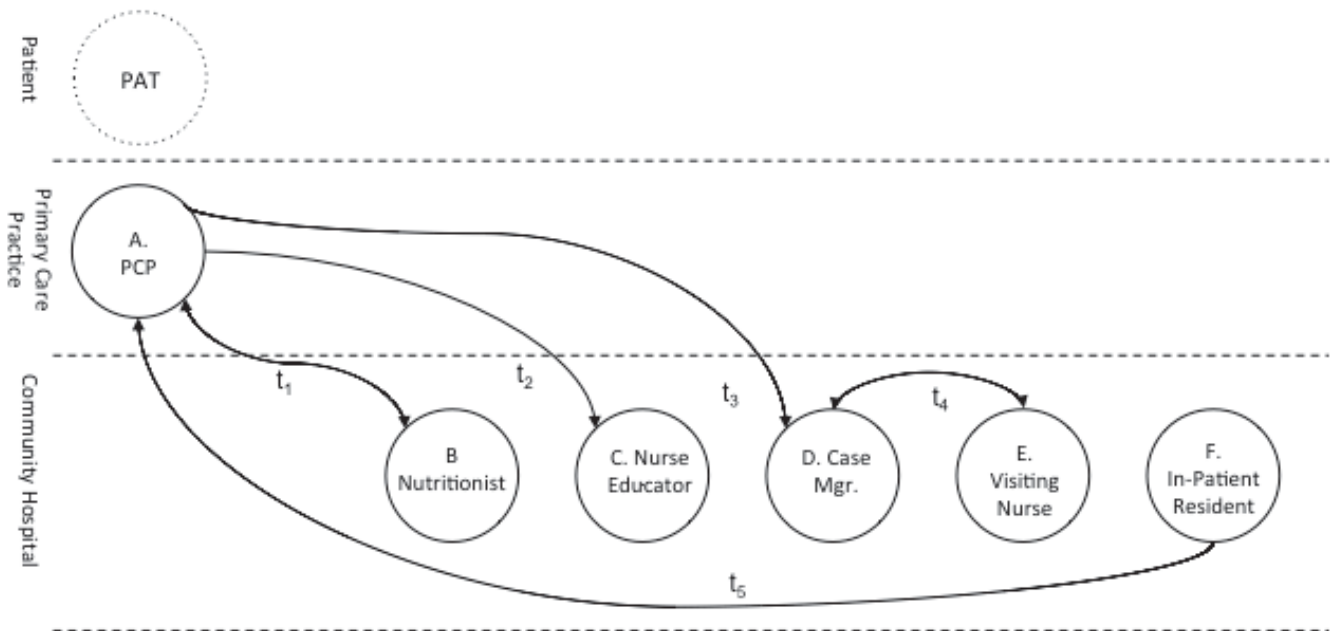 Patient
PAT
Primary Care
Practice
A.
PCP
Community Hospital
t₁
t₂
t₃
t₄
B
Nutritionist
C. Nurse
Educator
D. Case
Mgr.
E.
Visiting
Nurse
F.
In-Patient
Resident
t₅